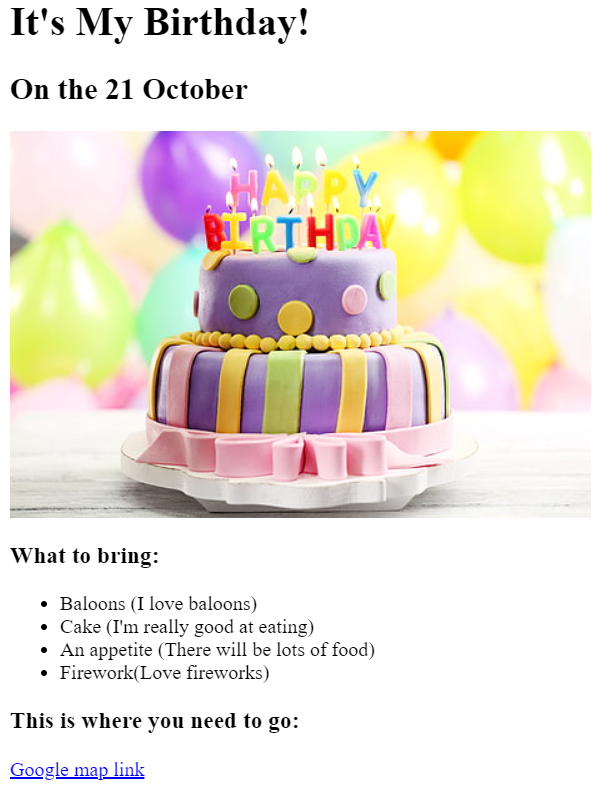 It's My Birthday!
On the 21 October
HAPPY
BIRTHDAY
What to bring:
Baloons (I love baloons)
Cake (I'm really good at eating)
An appetite (There will be lots of food)
Firework(Love fireworks)
This is where you need to go:
Google map link